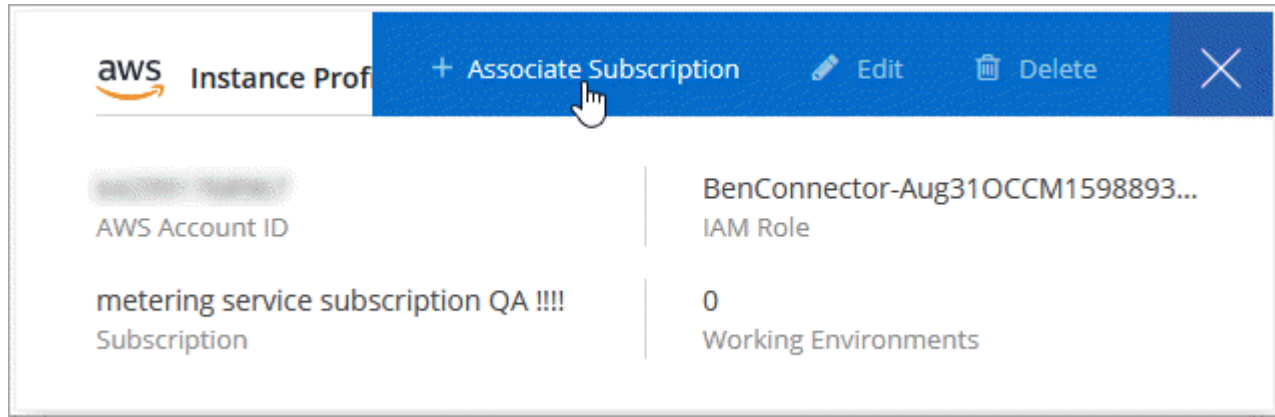 aws Instance Profi + Associate Subscription Edit Delete
BenConnector-Aug31OCCM1598893...
AWS Account ID IAM Role
metering service subscription QA !!!! 0
Subscription Working Environments